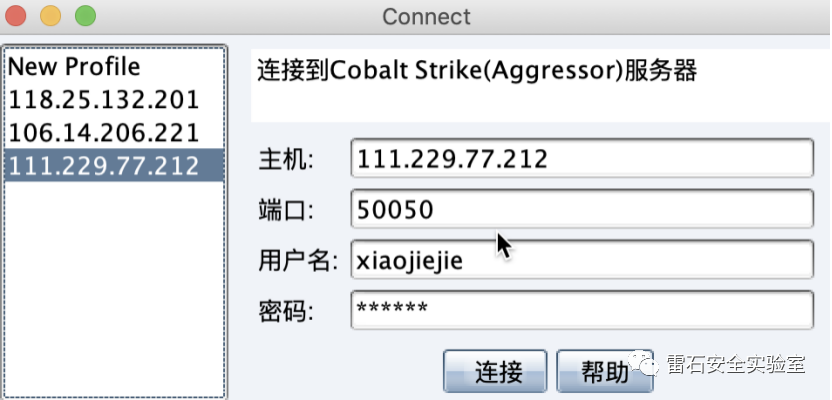 Connect
New Profile
118.25.132.201
106.14.206.221
111.229.77.212
连接到Cobalt Strike(Aggressor)服务器
主机: 111.229.77.212
端口: 50050
用户名: xiaojiejie
密码: ******
连接 帮助
雷石安全实验室